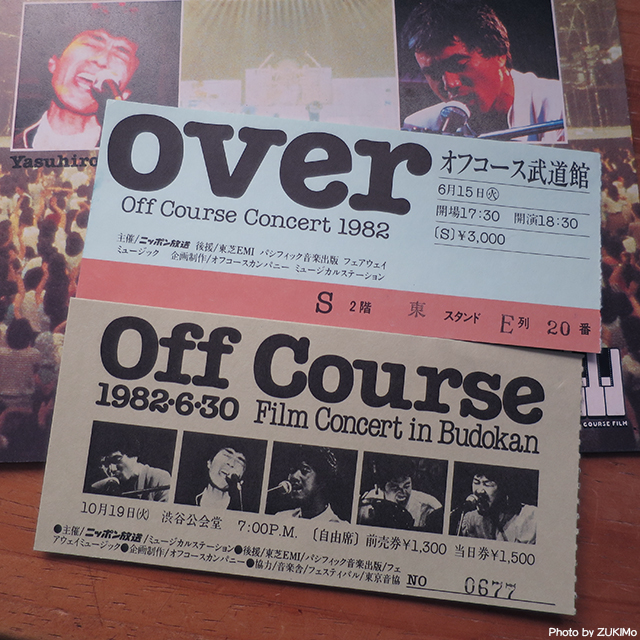 Yasuhiro
over
Off Course Concert 1982
主催/ニッポン放送 後援/東芝EMI パシフィック音楽出版 フェアウェイ
ミュージック 企画制作/オフコースカンパニー ミュージカルステーション
オフコース武道館
6月15日㊋
開場17:30 開演18:30
〔S〕¥3,000
S 2階 東 スタンド E列 20番
Off Course
1982・6・30 Film Concert in Budokan
10月19日(火) 渋谷公会堂 7:00P.M. 〔自由席〕前売券¥1,300 当日券¥1,500
●主催/ニッポン放送/ミュージカルステーション●後援/東芝EMI/パシフィック音楽出版/フェ
アウェイミュージック●企画制作/オフコースカンパニー●協力/音楽舎/フェスティバル/東京音協
NO 0677
COURSE FILM
Photo by ZUKIMo